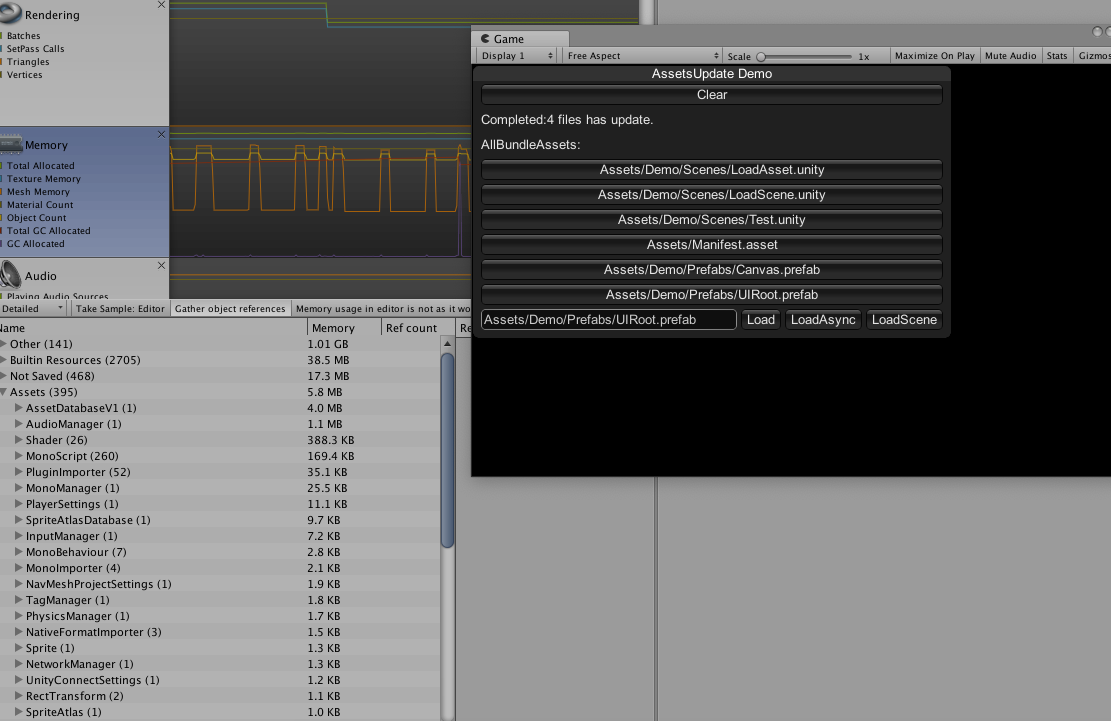 Rendering
Batches
SetPass Calls
Triangles
Vertices
Memory
Total Allocated
Texture Memory
Mesh Memory
Material Count
Object Count
Total GC Allocated
GC Allocated
Audio
Playing Audio Sources
Detailed
Take Sample: Editor
Gather object references
Memory usage in editor is not as it wo
Name
Memory
Ref count
Re
Other (141)
1.01 GB
Builtin Resources (2705)
38.5 MB
Not Saved (468)
17.3 MB
Assets (395)
5.8 MB
AssetDatabaseV1 (1)
4.0 MB
AudioManager (1)
1.1 MB
Shader (26)
388.3 KB
MonoScript (260)
169.4 KB
PluginImporter (52)
35.1 KB
MonoManager (1)
25.5 KB
PlayerSettings (1)
11.1 KB
SpriteAtlasDatabase (1)
9.7 KB
InputManager (1)
7.2 KB
MonoBehaviour (7)
2.8 KB
MonoImporter (4)
2.1 KB
NavMeshProjectSettings (1)
1.9 KB
TagManager (1)
1.8 KB
PhysicsManager (1)
1.7 KB
NativeFormatImporter (3)
1.5 KB
Sprite (1)
1.3 KB
NetworkManager (1)
1.3 KB
UnityConnectSettings (1)
1.2 KB
RectTransform (2)
1.1 KB
SpriteAtlas (1)
1.0 KB
Game
Display 1
Free Aspect
Scale
1x
Maximize On Play
Mute Audio
Stats
Gizmos
AssetsUpdate Demo
Clear
Completed:4 files has update.
AllBundleAssets:
Assets/Demo/Scenes/LoadAsset.unity
Assets/Demo/Scenes/LoadScene.unity
Assets/Demo/Scenes/Test.unity
Assets/Manifest.asset
Assets/Demo/Prefabs/Canvas.prefab
Assets/Demo/Prefabs/UIRoot.prefab
Assets/Demo/Prefabs/UIRoot.prefab
Load
LoadAsync
LoadScene